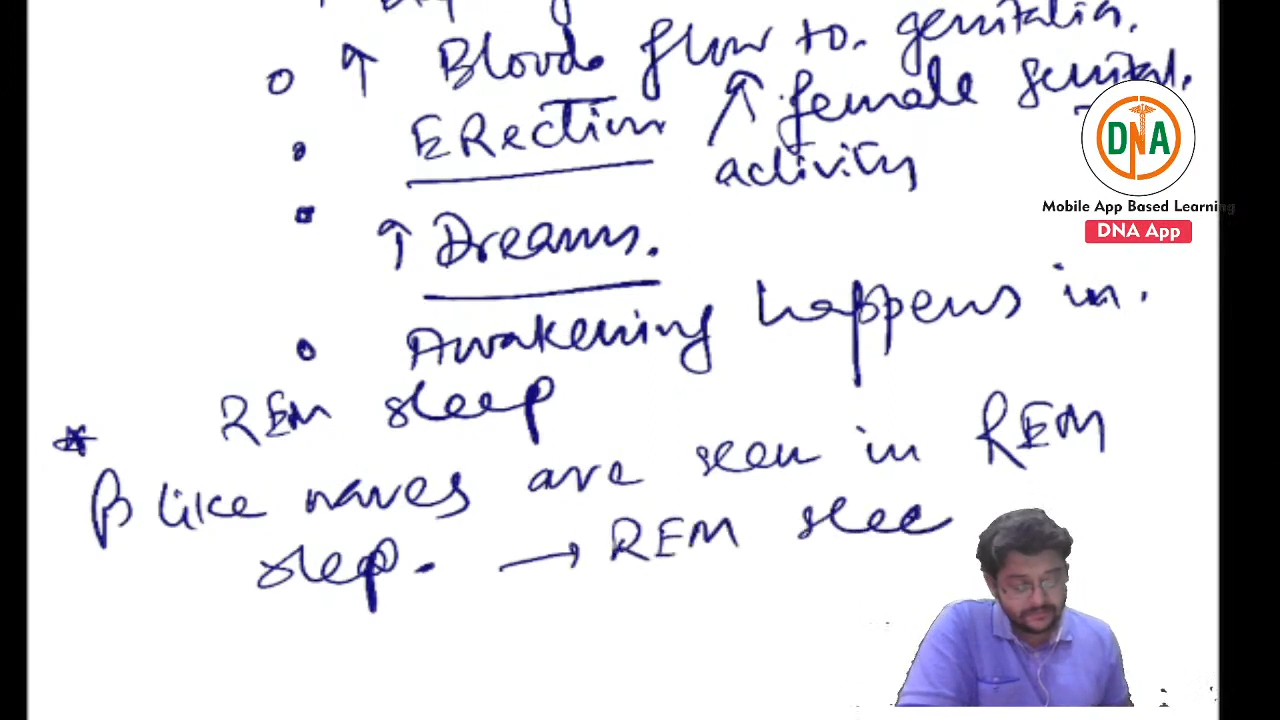 ↑ Blood flow to. genitalia.
ERection ↑ female genital.
activity
↑ Dreams.
Awakening happens in.
REM sleep
* β like waves are seen in REM
sleep. → REM slee
DNA
Mobile App Based Learning
DNA App